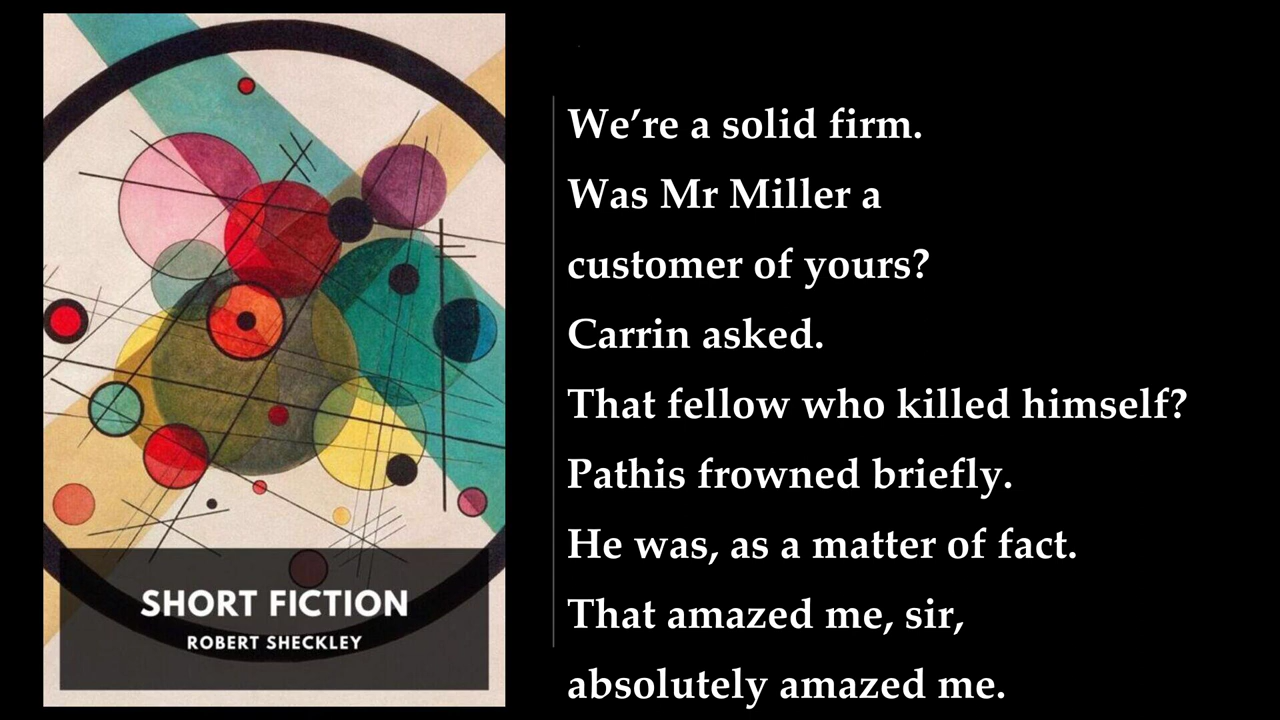 SHORT FICTION
ROBERT SHECKLEY
We’re a solid firm.
Was Mr Miller a
customer of yours?
Carrin asked.
That fellow who killed himself?
Pathis frowned briefly.
He was, as a matter of fact.
That amazed me, sir,
absolutely amazed me.